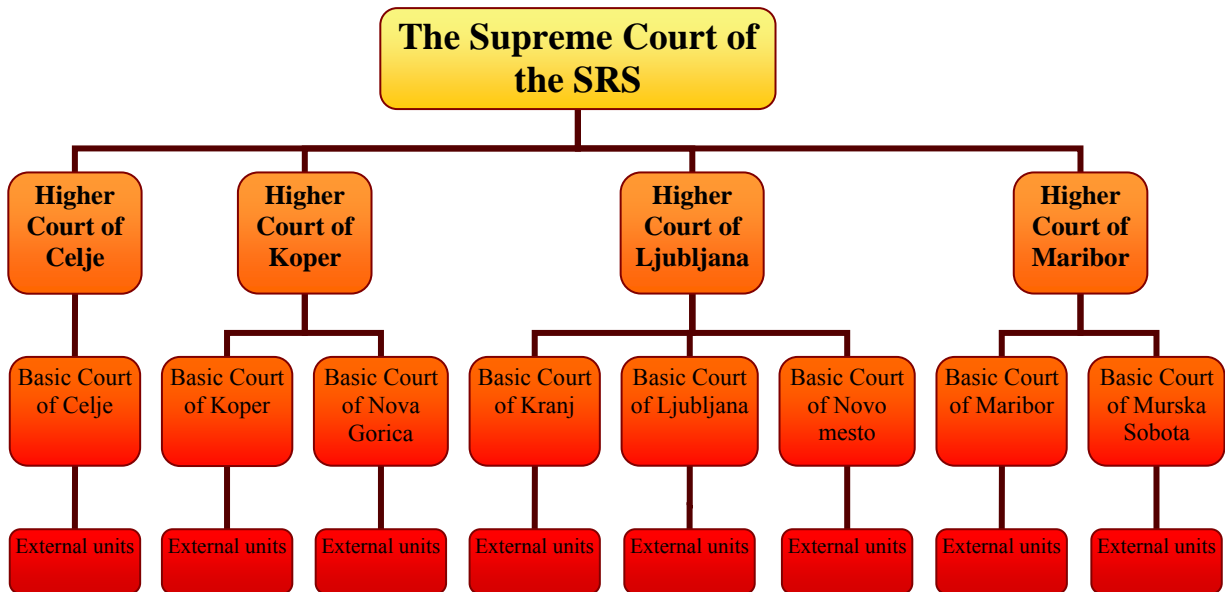 The Supreme Court of
the SRS
Higher
Court of
Celje
Higher
Court of
Koper
Higher
Court of
Ljubljana
Higher
Court of
Maribor
Basic Court
of Celje
Basic Court
of Koper
Basic Court
of Nova
Gorica
Basic Court
of Kranj
Basic Court
of Ljubljana
Basic Court
of Novo
mesto
Basic Court
of Maribor
Basic Court
of Murska
Sobota
External units
External units
External units
External units
External units
External units
External units
External units